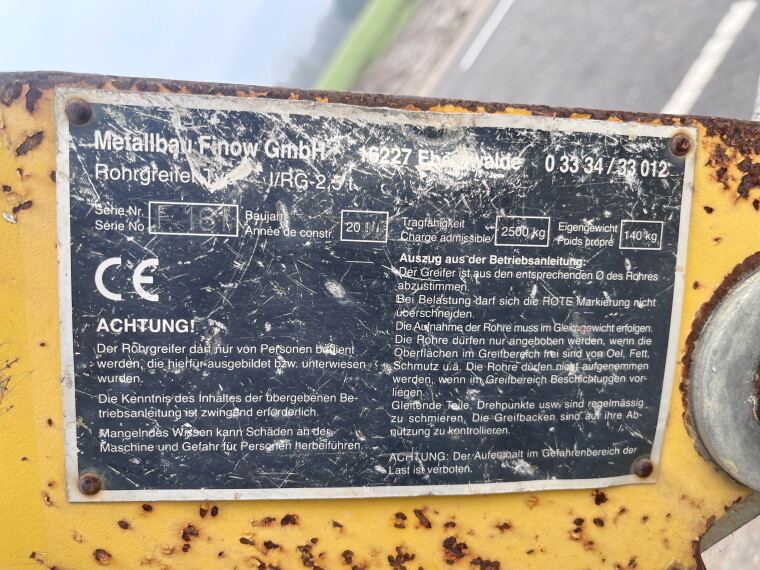 Metallbau Finow GmbH 16227 Eberswalde 0 33 34 / 33 012
Rohrgreifer I/RG-2,5 t
Serie Nr.
Série No
Baujahr
Année de constr.
20
Tragfähigkeit
Charge admissible
2500 kg
Eigengewicht
Poids propre
140 kg
CE
ACHTUNG!
Der Rohrgreifer darf nur von Personen bedient
werden, die hierfür ausgebildet bzw. unterwiesen
wurden.
Die Kenntnis des Inhaltes der übergebenen Be-
triebsanleitung ist zwingend erforderlich.
Mangelndes Wissen kann Schäden an der
Maschine und Gefahr für Personen herbeiführen.
Auszug aus der Betriebsanleitung:
Der Greifer ist aus den entsprechenden Ø des Rohres
abzustimmen.
Bei Belastung darf sich die ROTE Markierung nicht
überschneiden.
Die Aufnahme der Rohre muss im Gleichgewicht erfolgen.
Die Rohre dürfen nur angehoben werden, wenn die
Oberflächen im Greifbereich frei sind von Oel, Fett,
Schmutz u.ä. Die Rohre dürfen nicht aufgenommen
werden, wenn im Greifbereich Beschichtungen vor-
liegen.
Gleitende Teile, Drehpunkte usw. sind regelmässig
zu schmieren. Die Greifbacken sind auf ihre Ab-
nützung zu kontrollieren.
ACHTUNG: Der Aufenthalt im Gefahrenbereich der
Last ist verboten.